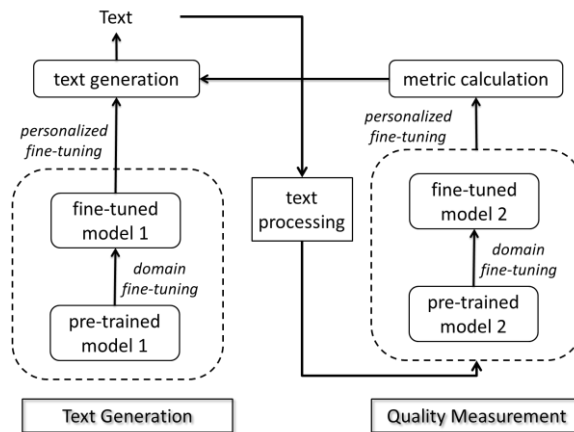 Text
text generation
metric calculation
personalized
fine-tuning
personalized
fine-tuning
text
processing
fine-tuned
model 1
fine-tuned
model 2
domain
fine-tuning
domain
fine-tuning
pre-trained
model 1
pre-trained
model 2
Text Generation
Quality Measurement